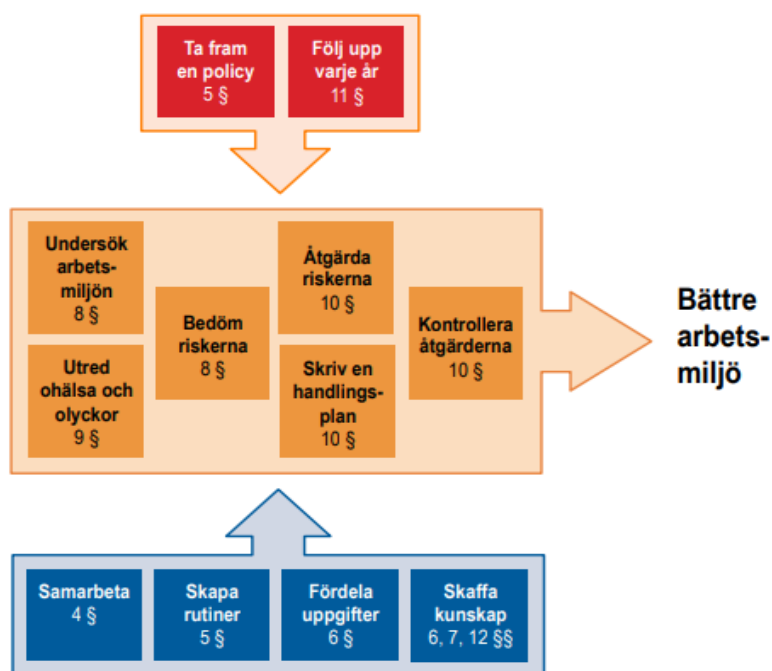 Ta fram
en policy
5 §
Följ upp
varje år
11 §
Undersök
arbets-
miljön
8 §
Utred
ohälsa och
olyckor
9 §
Bedöm
riskerna
8 §
Åtgärda
riskerna
10 §
Skriv en
handlings-
plan
10 §
Kontrollera
åtgärderna
10 §
Bättre
arbets-
miljö
Samarbeta
4 §
Skapa
rutiner
5 §
Fördela
uppgifter
6 §
Skaffa
kunskap
6, 7, 12 §§